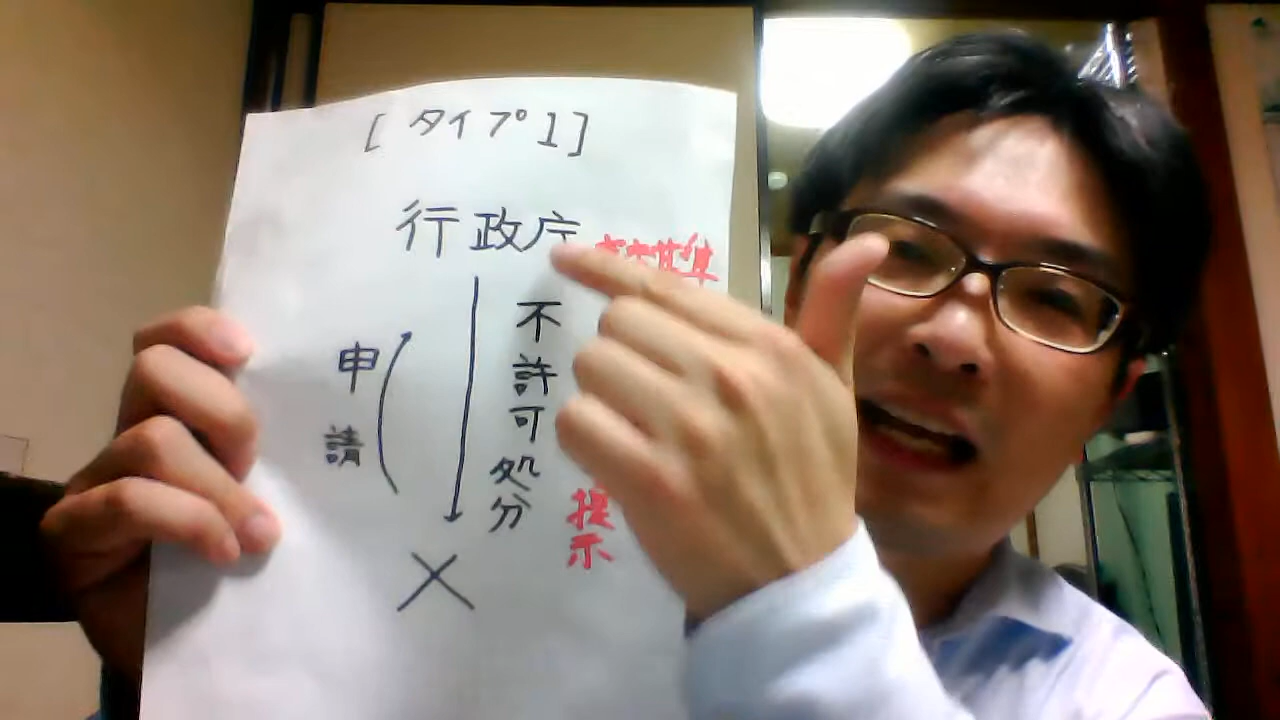 [タイプ1]
行政庁
申請
不許可処分
提示
X